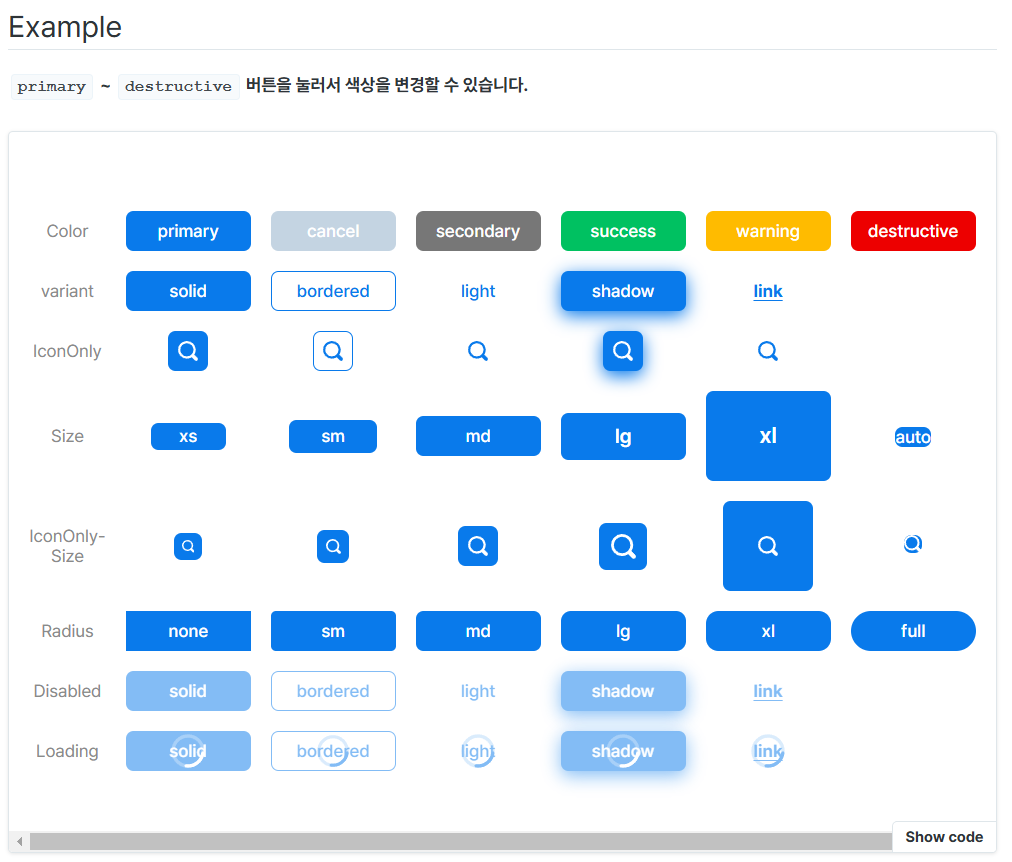 Example
primary ~ destructive 버튼을 눌러서 색상을 변경할 수 있습니다.
Color primary cancel secondary success warning destructive
variant solid bordered light shadow link
IconOnly
Size xs sm md lg xl auto
IconOnly-
Size
Radius none sm md lg xl full
Disabled solid bordered light shadow link
Loading solid bordered light shadow link
Show code